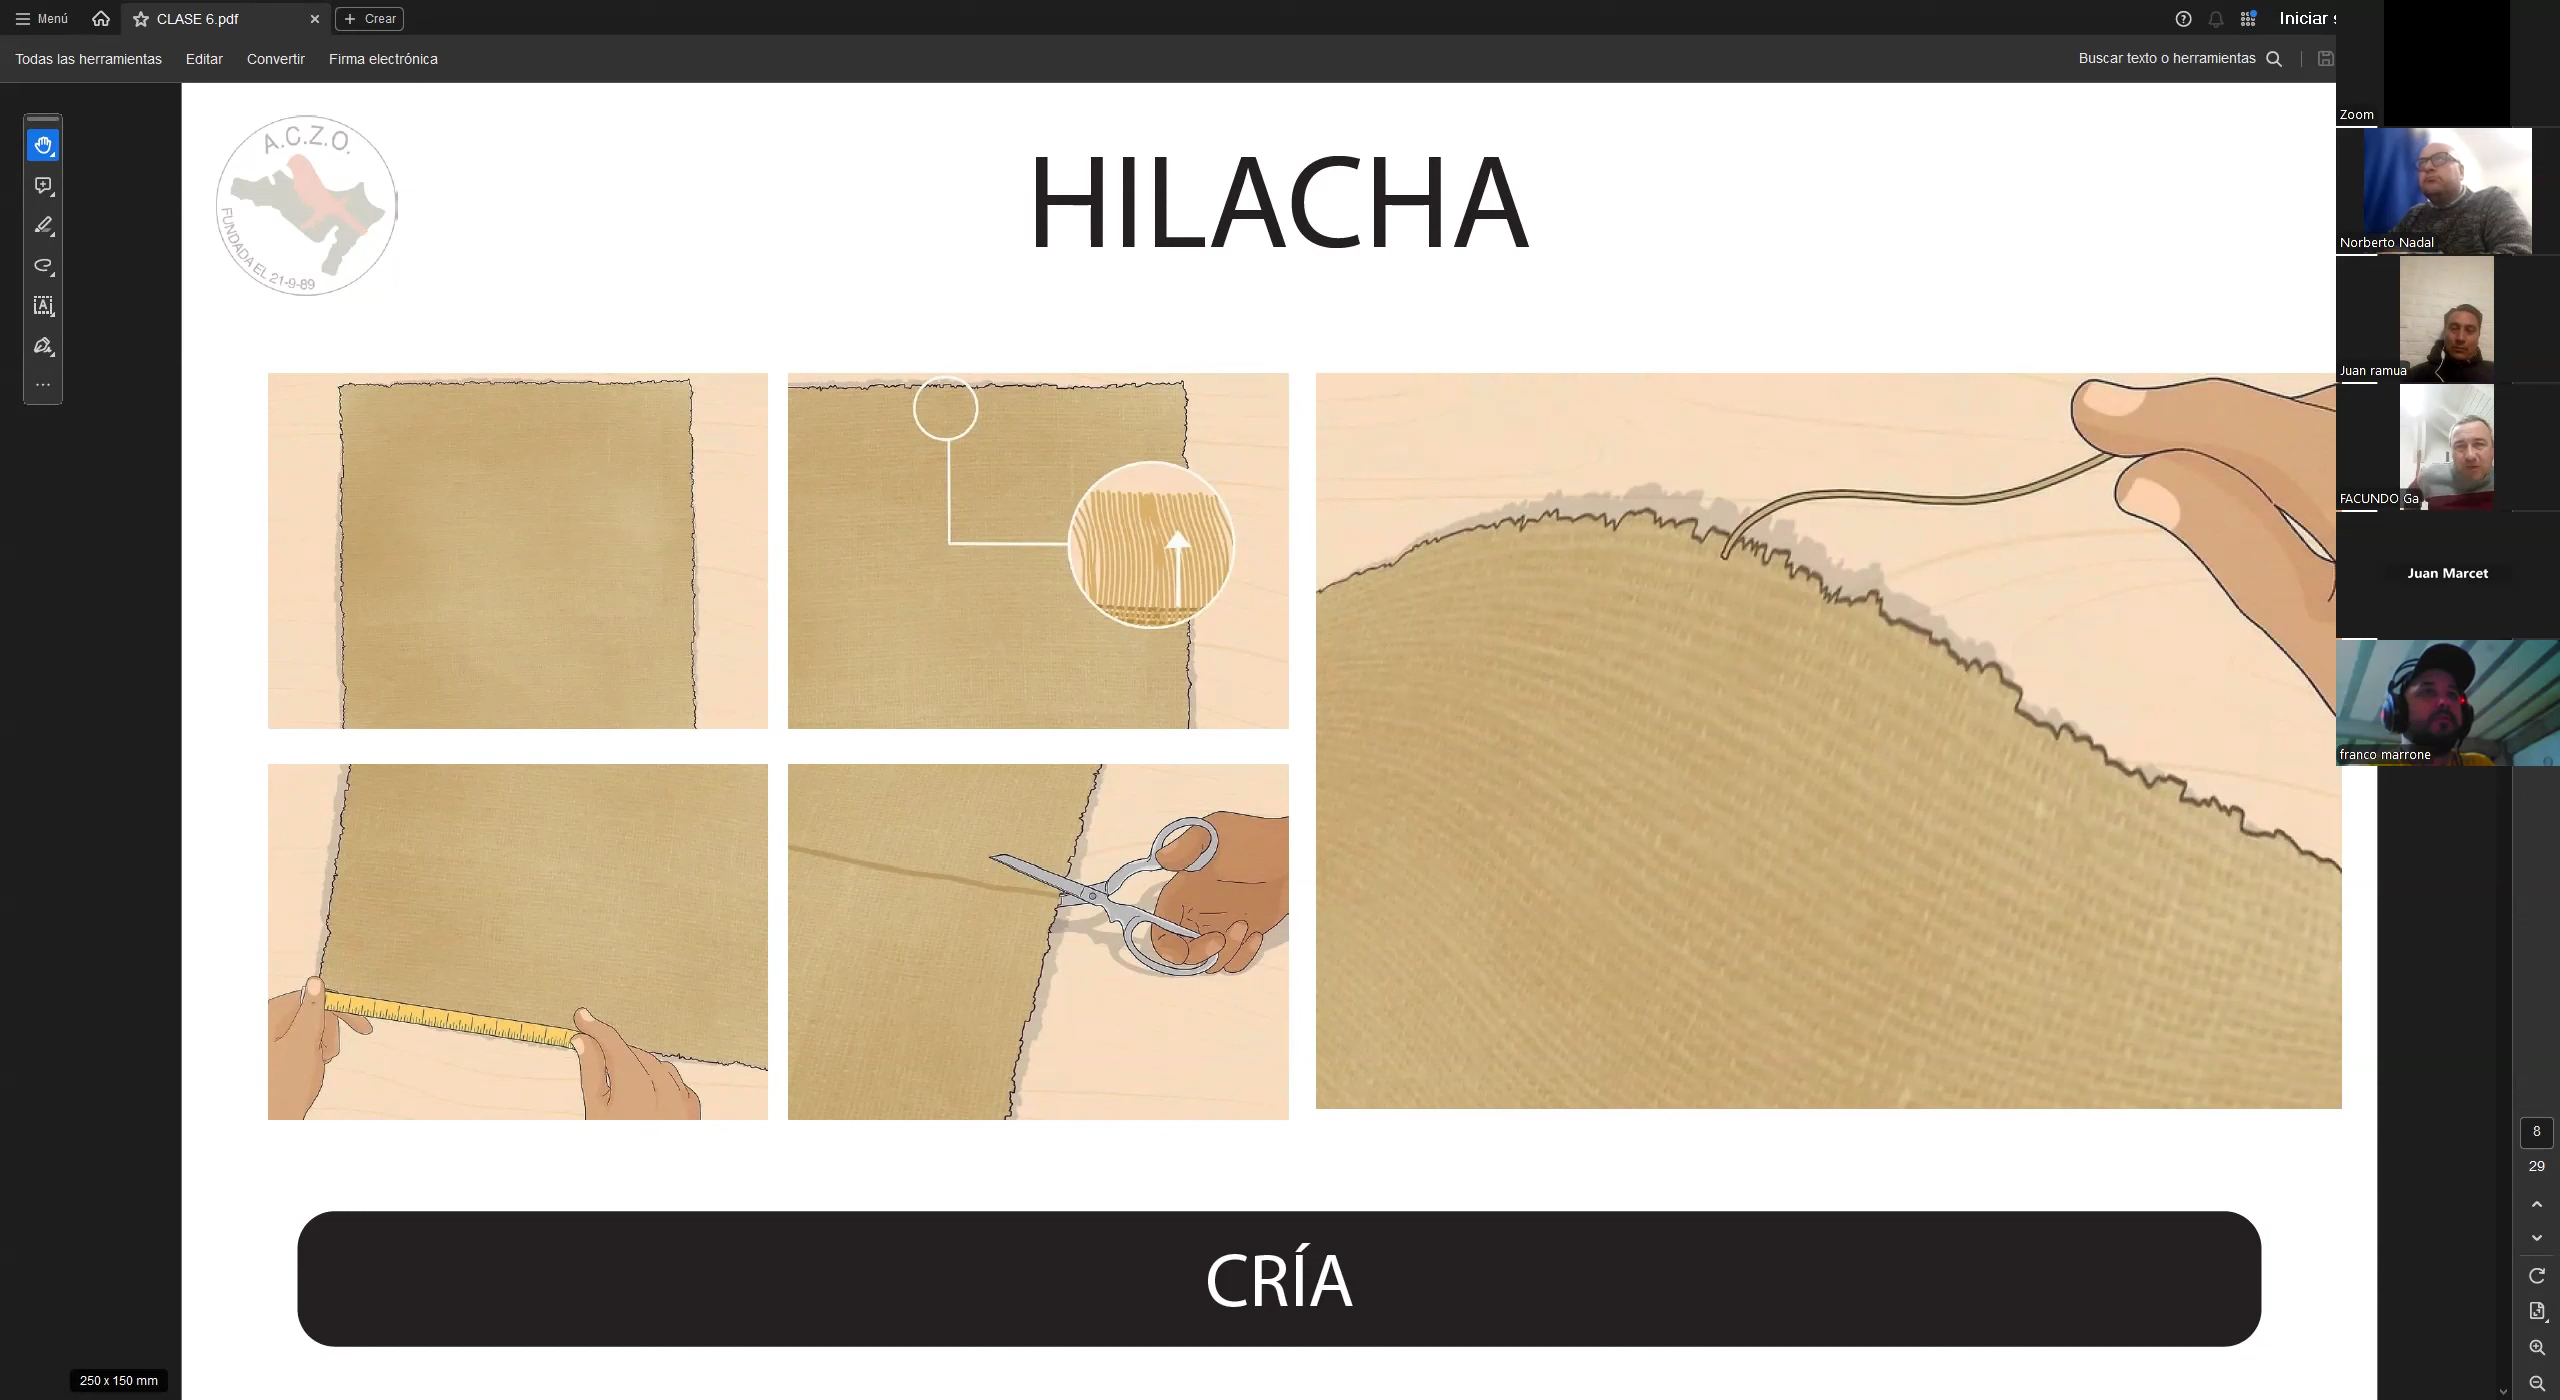 Menú
CLASE 6.pdf
Crear
Iniciar s
Todas las herramientas
Editar
Convertir
Firma electrónica
Buscar texto o herramientas
A.C.Z.O.
FUNDADA EL 21-9-89
HILACHA
CRÍA
Zoom
Norberto Nadal
Juan ramua
FACUNDO Ga
Juan Marcet
franco marrone
8
29
250 x 150 mm